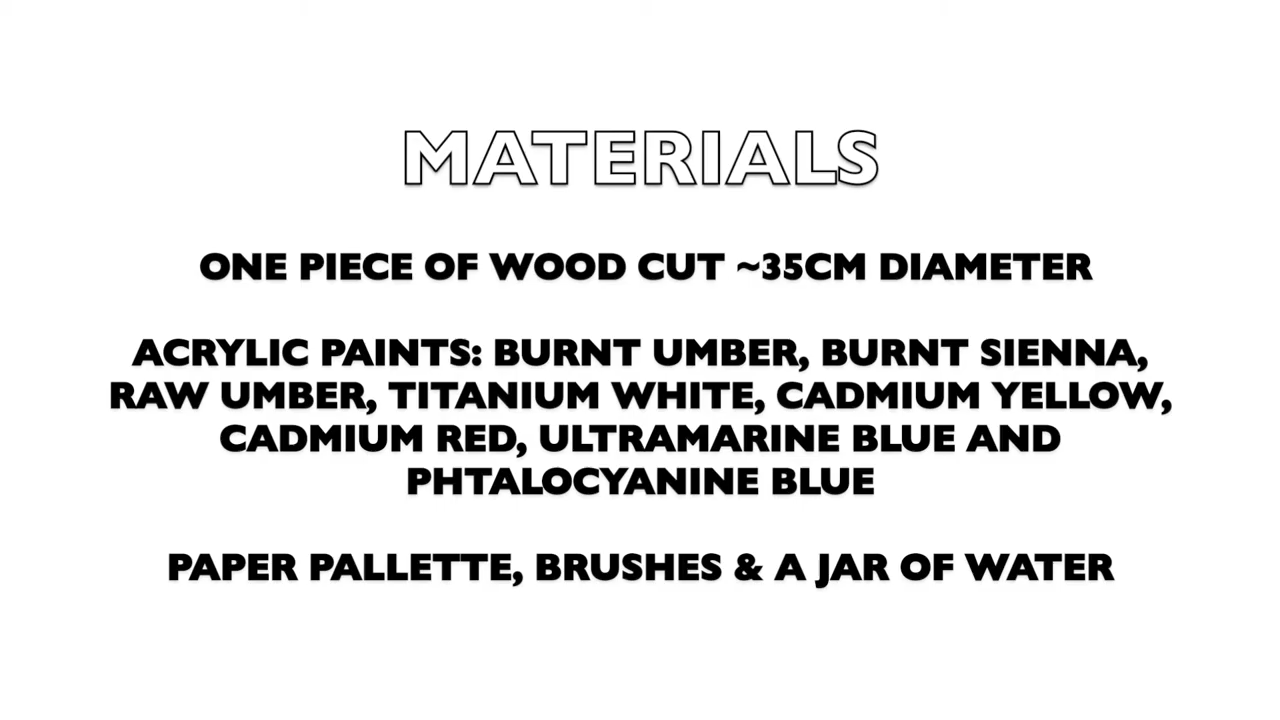 MATERIALS
ONE PIECE OF WOOD CUT ~35CM DIAMETER
ACRYLIC PAINTS: BURNT UMBER, BURNT SIENNA,
RAW UMBER, TITANIUM WHITE, CADMIUM YELLOW,
CADMIUM RED, ULTRAMARINE BLUE AND
PHTALOCYANINE BLUE
PAPER PALLETTE, BRUSHES & A JAR OF WATER